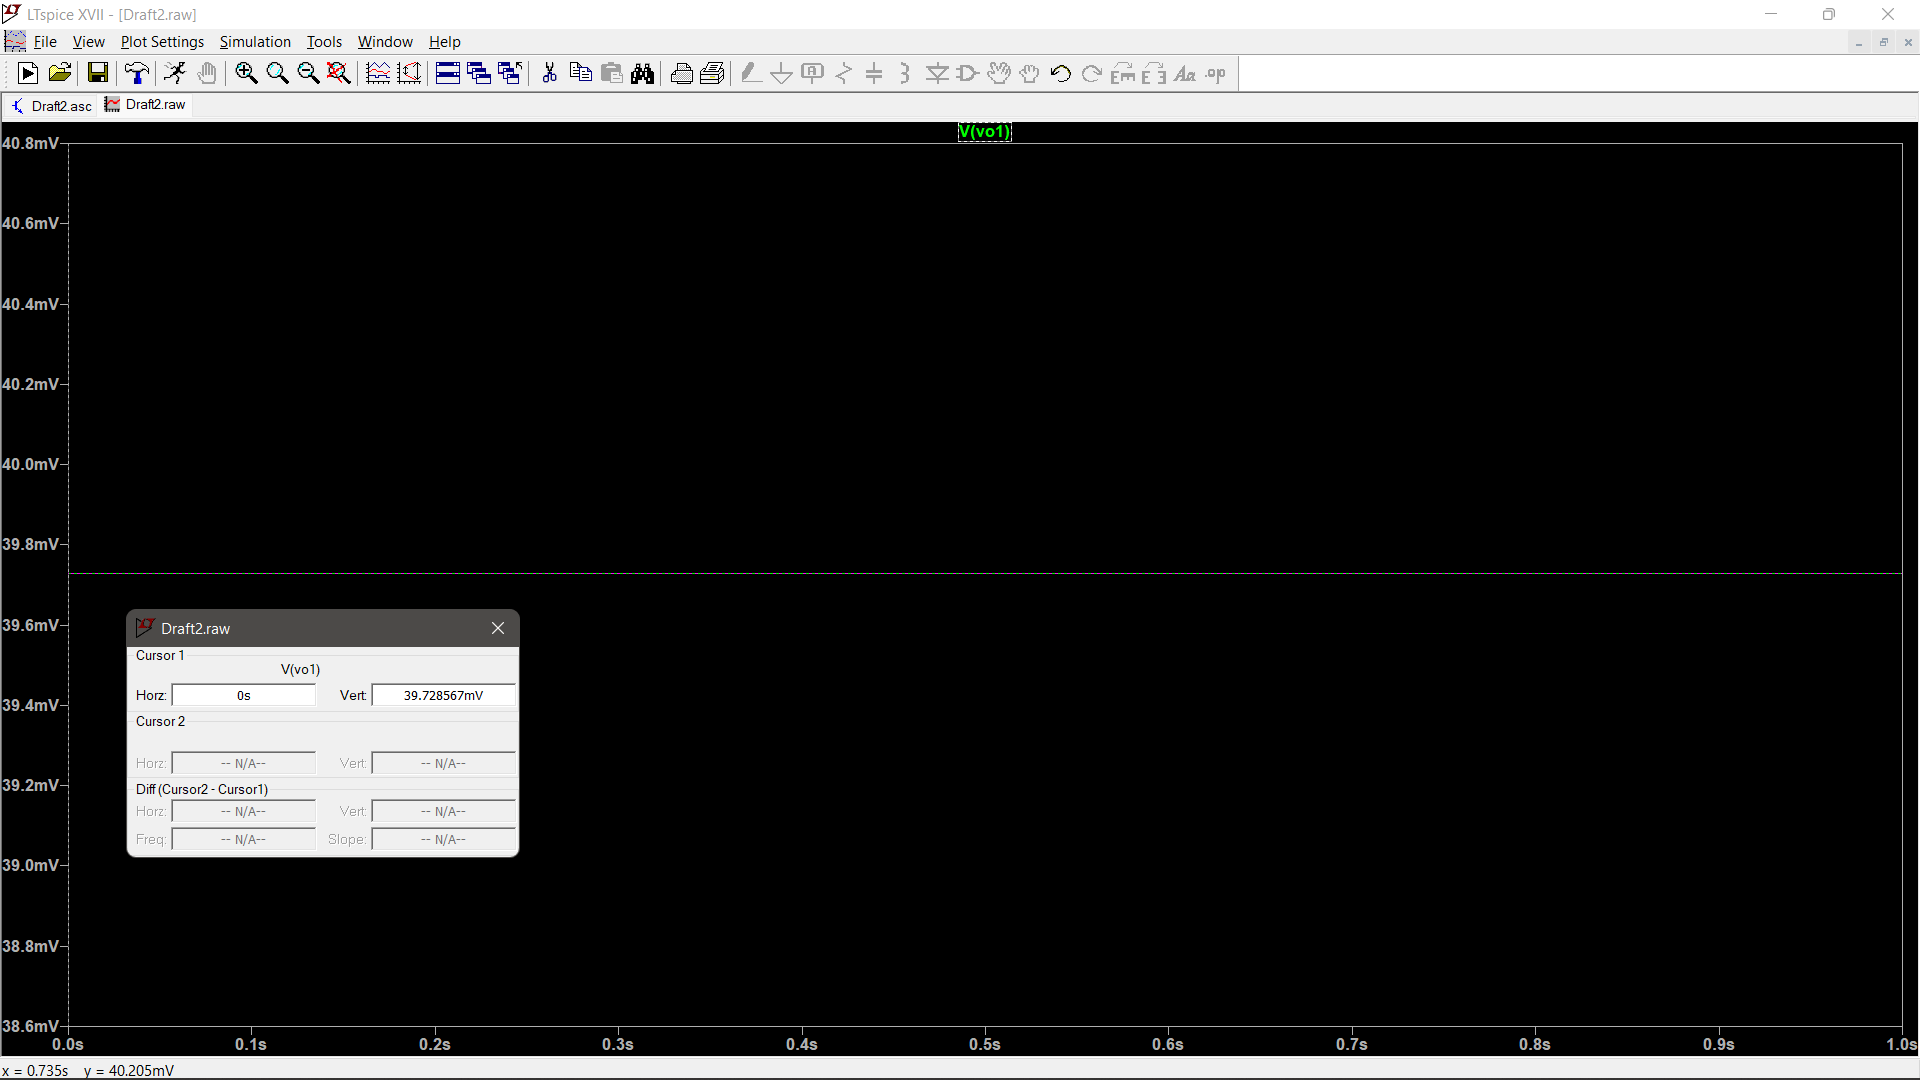 LTspice XVII - [Draft2.raw]
File View Plot Settings Simulation Tools Window Help
Aa .op
Draft2.asc Draft2.raw
V(vo1)
40.8mV
40.6mV
40.4mV
40.2mV
40.0mV
39.8mV
39.6mV
39.4mV
39.2mV
39.0mV
38.8mV
38.6mV
Draft2.raw
Cursor 1
V(vo1)
Horz: 0s Vert: 39.728567mV
Cursor 2
Horz: -- N/A-- Vert: -- N/A--
Diff (Cursor2 - Cursor1)
Horz: -- N/A-- Vert: -- N/A--
Freq: -- N/A-- Slope: -- N/A--
0.0s 0.1s 0.2s 0.3s 0.4s 0.5s 0.6s 0.7s 0.8s 0.9s 1.0s
x = 0.735s y = 40.205mV